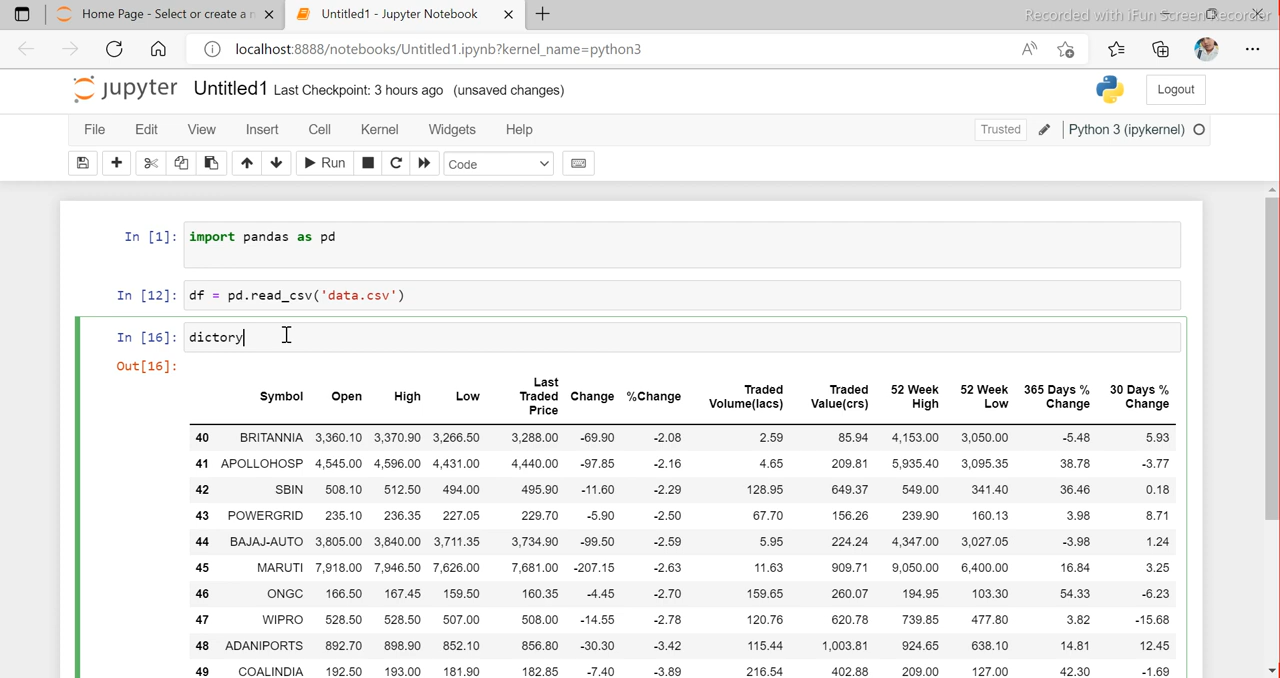 Home Page - Select or create a n
Untitled1 - Jupyter Notebook
Recorded with iFun Screen Recorder
localhost:8888/notebooks/Untitled1.ipynb?kernel_name=python3
jupyter Untitled1 Last Checkpoint: 3 hours ago (unsaved changes)
Logout
File Edit View Insert Cell Kernel Widgets Help
Trusted Python 3 (ipykernel)
Run Code
In [1]: import pandas as pd
In [12]: df = pd.read_csv('data.csv')
In [16]: dictory
Out[16]:
Symbol Open High Low Last Traded Price Change %Change Traded Volume(lacs) Traded Value(crs) 52 Week High 52 Week Low 365 Days % Change 30 Days % Change
40 BRITANNIA 3,360.10 3,370.90 3,266.50 3,288.00 -69.90 -2.08 2.59 85.94 4,153.00 3,050.00 -5.48 5.93
41 APOLLOHOSP 4,545.00 4,596.00 4,431.00 4,440.00 -97.85 -2.16 4.65 209.81 5,935.40 3,095.35 38.78 -3.77
42 SBIN 508.10 512.50 494.00 495.90 -11.60 -2.29 128.95 649.37 549.00 341.40 36.46 0.18
43 POWERGRID 235.10 236.35 227.05 229.70 -5.90 -2.50 67.70 156.26 239.90 160.13 3.98 8.71
44 BAJAJ-AUTO 3,805.00 3,840.00 3,711.35 3,734.90 -99.50 -2.59 5.95 224.24 4,347.00 3,027.05 -3.98 1.24
45 MARUTI 7,918.00 7,946.50 7,626.00 7,681.00 -207.15 -2.63 11.63 909.71 9,050.00 6,400.00 16.84 3.25
46 ONGC 166.50 167.45 159.50 160.35 -4.45 -2.70 159.65 260.07 194.95 103.30 54.33 -6.23
47 WIPRO 528.50 528.50 507.00 508.00 -14.55 -2.78 120.76 620.78 739.85 477.80 3.82 -15.68
48 ADANIPORTS 892.70 898.90 852.10 856.80 -30.30 -3.42 115.44 1,003.81 924.65 638.10 14.81 12.45
49 COALINDIA 192.50 193.00 181.90 182.85 -7.40 -3.89 216.54 402.88 209.00 127.00 42.30 -1.69